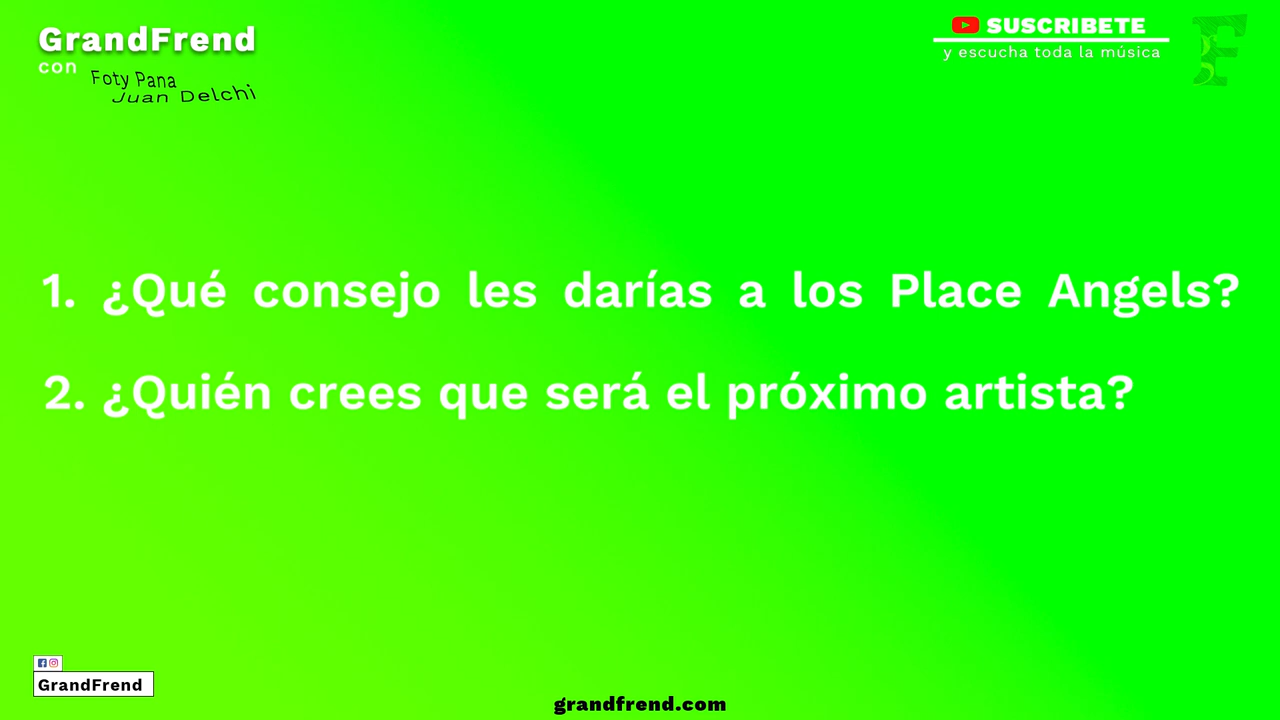 GrandFrend
con
Foty Pana
Juan Delchi
SUSCRIBETE
y escucha toda la música
F
1. ¿Qué consejo les darías a los Place Angels?
2. ¿Quién crees que será el próximo artista?
GrandFrend
grandfrend.com